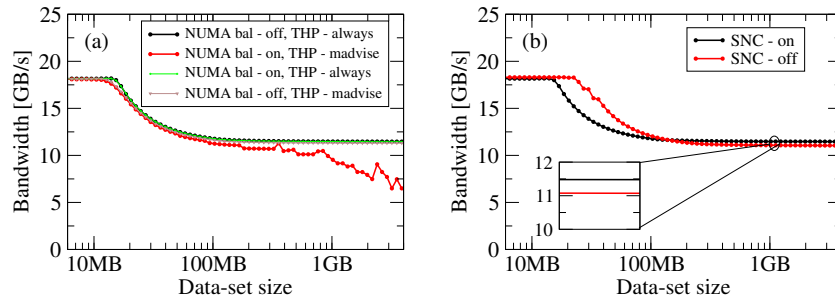 (a)
NUMA bal - off, THP - always
NUMA bal - on, THP - madvise
NUMA bal - on, THP - always
NUMA bal - off, THP - madvise
Bandwidth [GB/s]
25
20
15
10
5
0
10MB
100MB
1GB
Data-set size
(b)
SNC - on
SNC - off
Bandwidth [GB/s]
25
20
15
10
5
0
12
11
10
10MB
100MB
1GB
Data-set size